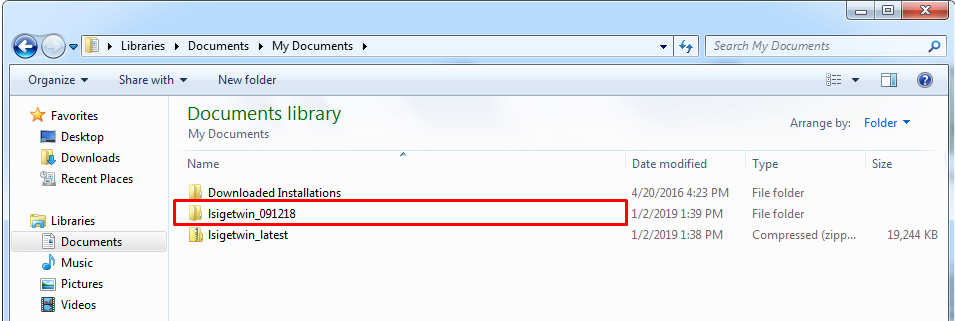 Libraries Documents My Documents Search My Documents
Organize Share with New folder
Favorites
Desktop
Downloads
Recent Places
Libraries
Documents
Music
Pictures
Videos
Documents library
My Documents
Arrange by: Folder
Name Date modified Type Size
Downloaded Installations 4/20/2016 4:23 PM File folder
lsigetwin_091218 1/2/2019 1:39 PM File folder
lsigetwin_latest 1/2/2019 1:38 PM Compressed (zipp... 19,244 KB